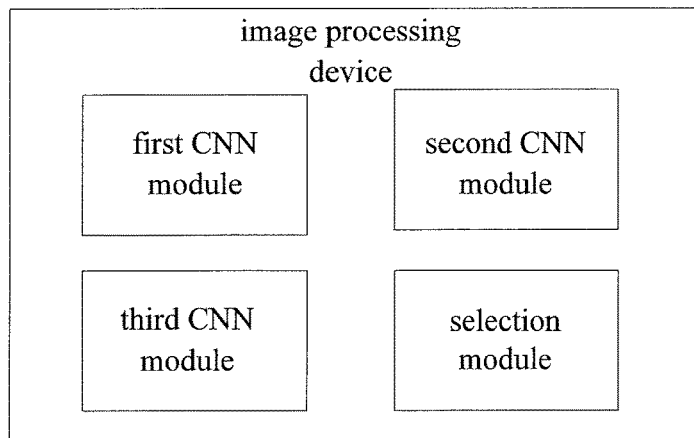 image processing
device
first CNN
module
second CNN
module
third CNN
module
selection
module